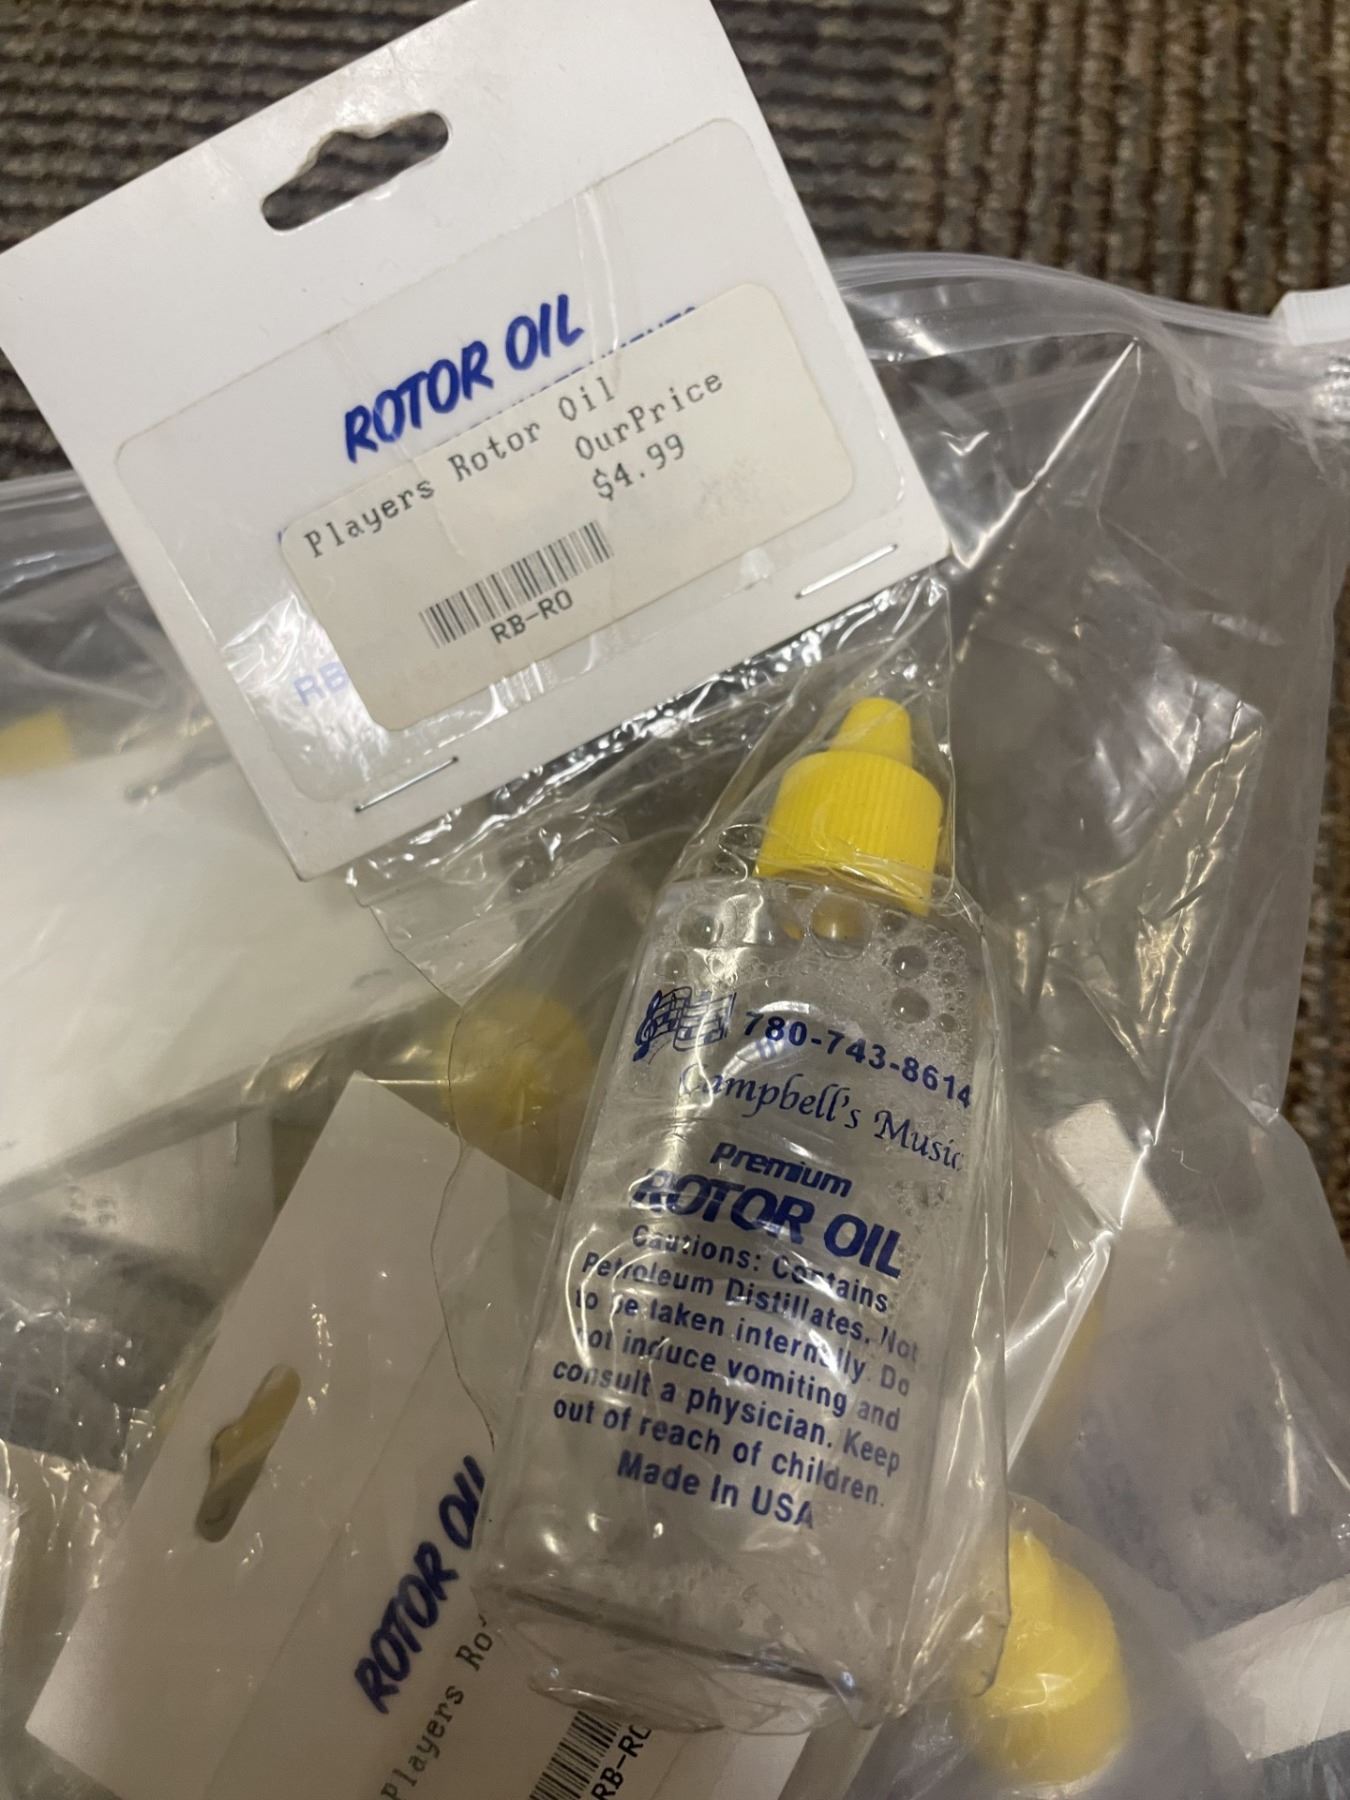 ROTOR OIL
Players Rotor Oil
OurPrice
$4.99
RB-RO
RB
780-743-8614
Campbell's Music
Premium
ROTOR OIL
Cautions: Contains
Petroleum Distillates. Not
to be taken internally. Do
not induce vomiting and
consult a physician. Keep
out of reach of children.
Made In USA
ROTOR OIL
Players Ro
RB-RO